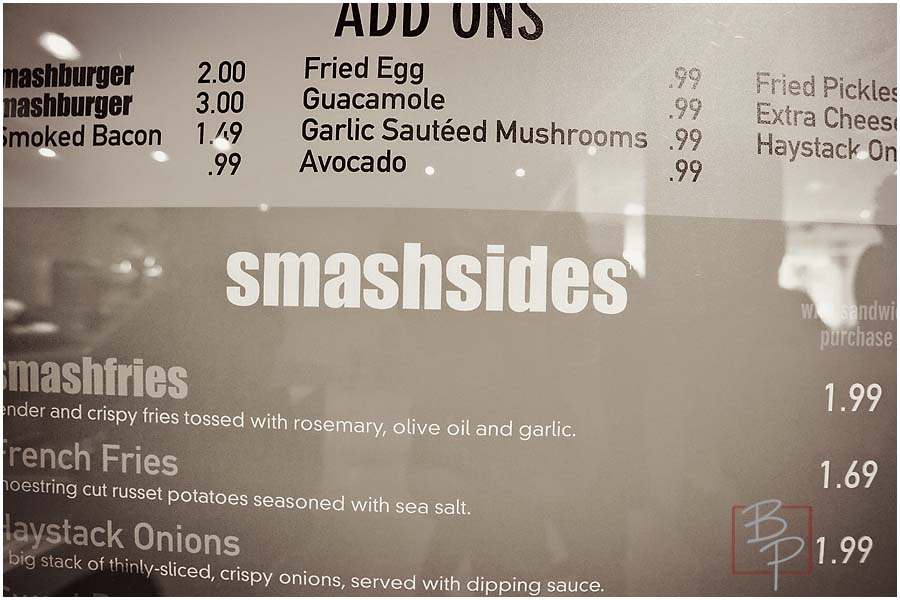 ADD ONS
mashburger 2.00 Fried Egg .99 Fried Pickles
mashburger 3.00 Guacamole .99 Extra Cheese
Smoked Bacon 1.49 Garlic Sautéed Mushrooms .99 Haystack On
.99 Avocado .99
smashsides
sandwi
purchase
smashfries 1.99
ender and crispy fries tossed with rosemary, olive oil and garlic.
French Fries 1.69
hoestring cut russet potatoes seasoned with sea salt.
Haystack Onions 1.99
big stack of thinly-sliced, crispy onions, served with dipping sauce.
BP